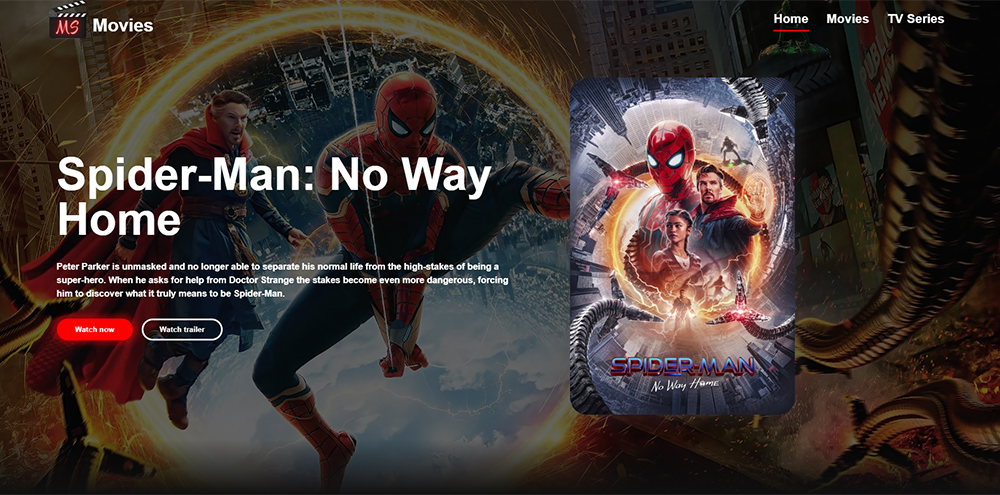 MS Movies
Home Movies TV Series
Spider-Man: No Way
Home
Peter Parker is unmasked and no longer able to separate his normal life from the high-stakes of being a
super-hero. When he asks for help from Doctor Strange the stakes become even more dangerous, forcing
him to discover what it truly means to be Spider-Man.
Watch now Watch trailer
SPIDER-MAN
No Way Home